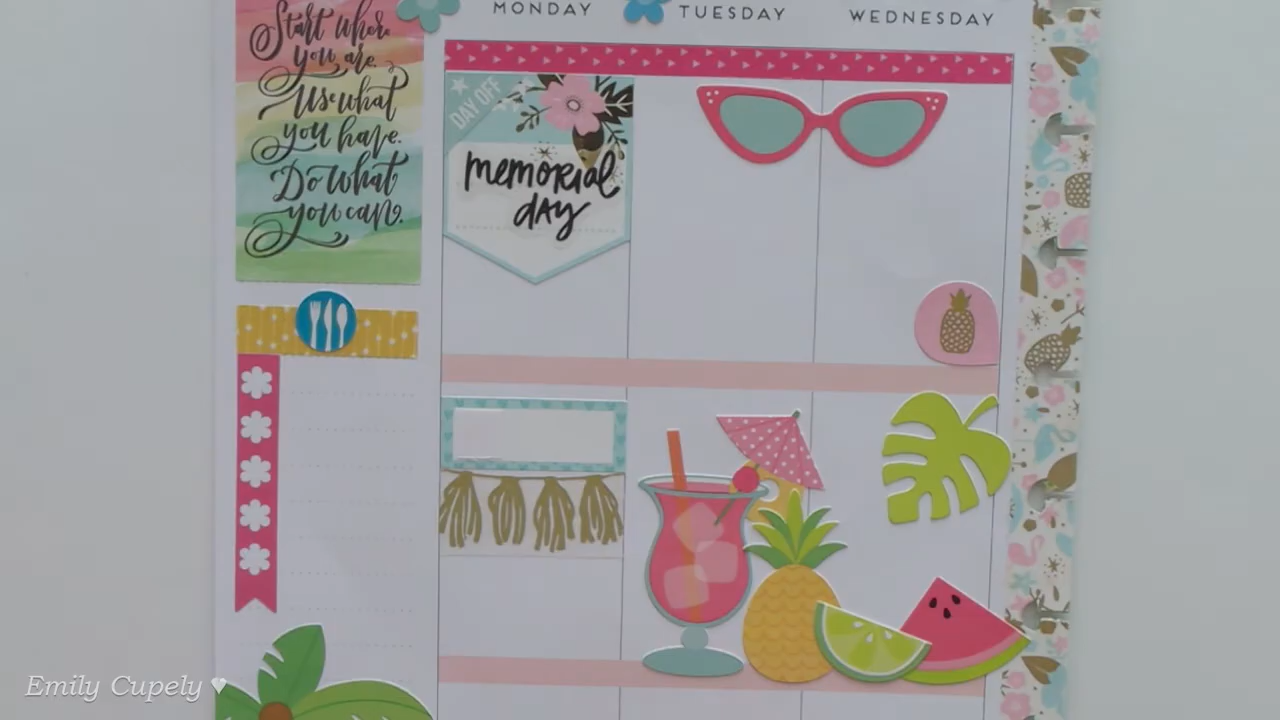 MONDAY
TUESDAY
WEDNESDAY
Start where
you are.
Use what
you have.
Do what
you can.
DAY OFF
memorial
day
Emily Cupely ♥